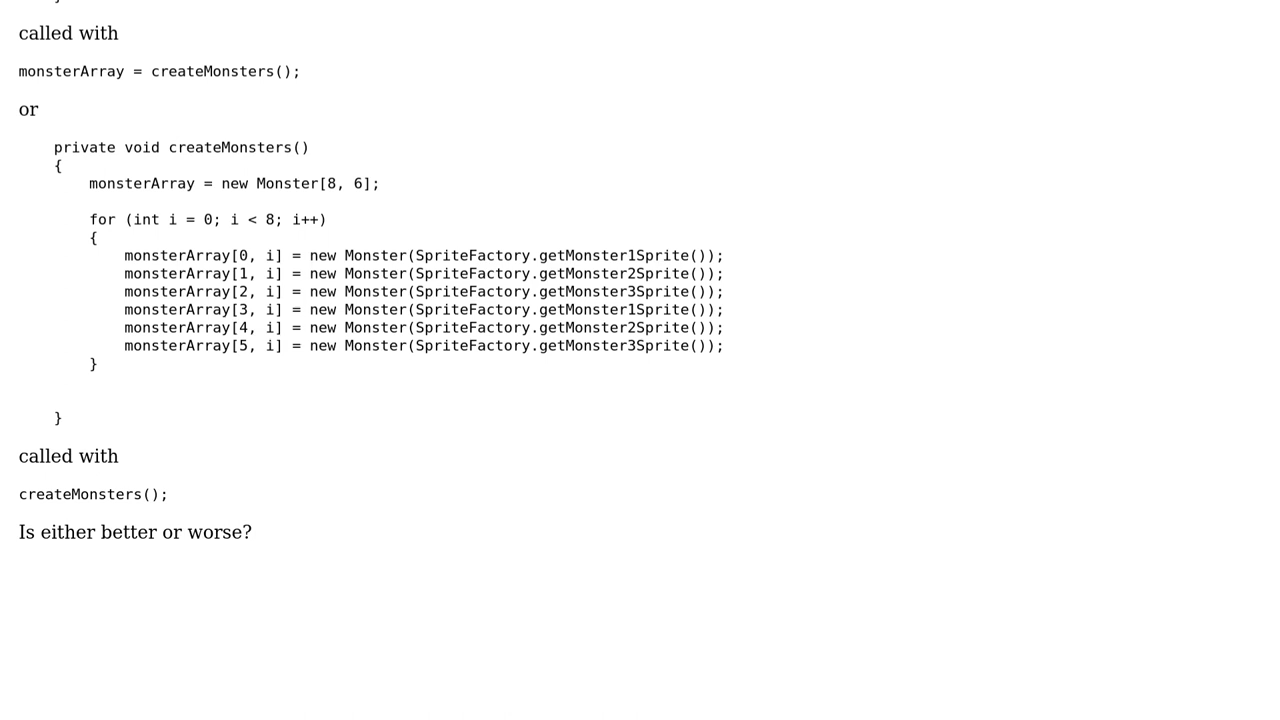 }
called with
monsterArray = createMonsters();
or
private void createMonsters()
{
monsterArray = new Monster[8, 6];
for (int i = 0; i < 8; i++)
{
monsterArray[0, i] = new Monster(SpriteFactory.getMonster1Sprite());
monsterArray[1, i] = new Monster(SpriteFactory.getMonster2Sprite());
monsterArray[2, i] = new Monster(SpriteFactory.getMonster3Sprite());
monsterArray[3, i] = new Monster(SpriteFactory.getMonster1Sprite());
monsterArray[4, i] = new Monster(SpriteFactory.getMonster2Sprite());
monsterArray[5, i] = new Monster(SpriteFactory.getMonster3Sprite());
}
}
called with
createMonsters();
Is either better or worse?